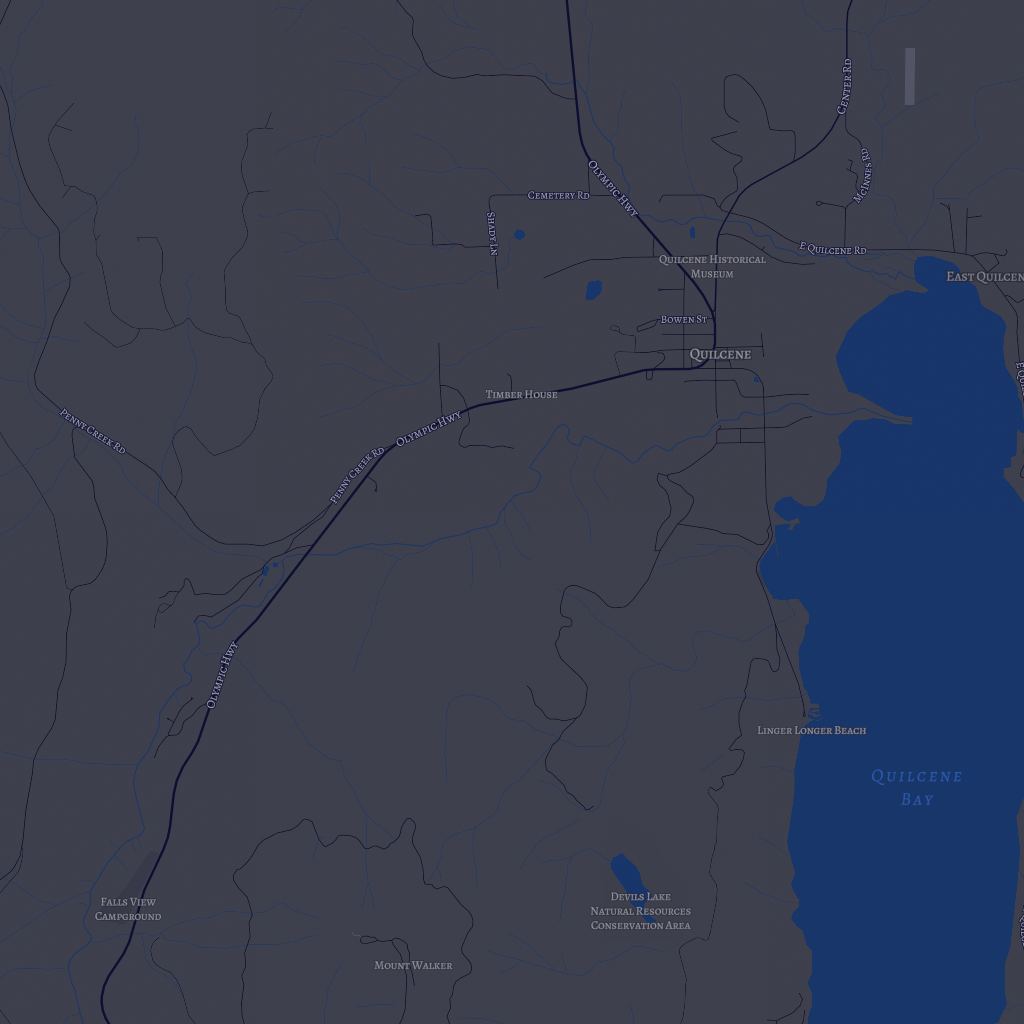 Center Rd
McInnes Rd
Olympic Hwy
Cemetery Rd
Shady Ln
E Quilcene Rd
Quilcene Historical
Museum
East Quilcen
Bowen St
Quilcene
Timber House
Penny Creek Rd
Olympic Hwy
Penny Creek Rd
Olympic Hwy
Linger Longer Beach
Quilcene
Bay
Falls View
Campground
Devils Lake
Natural Resources
Conservation Area
Mount Walker